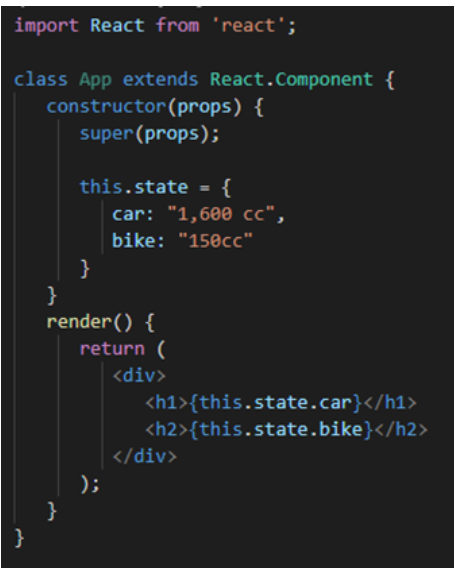 import React from 'react';
class App extends React.Component {
constructor(props) {
super(props);
this.state = {
car: "1,600 cc",
bike: "150cc"
}
}
render() {
return (
<div>
<h1>{this.state.car}</h1>
<h2>{this.state.bike}</h2>
</div>
);
}
}